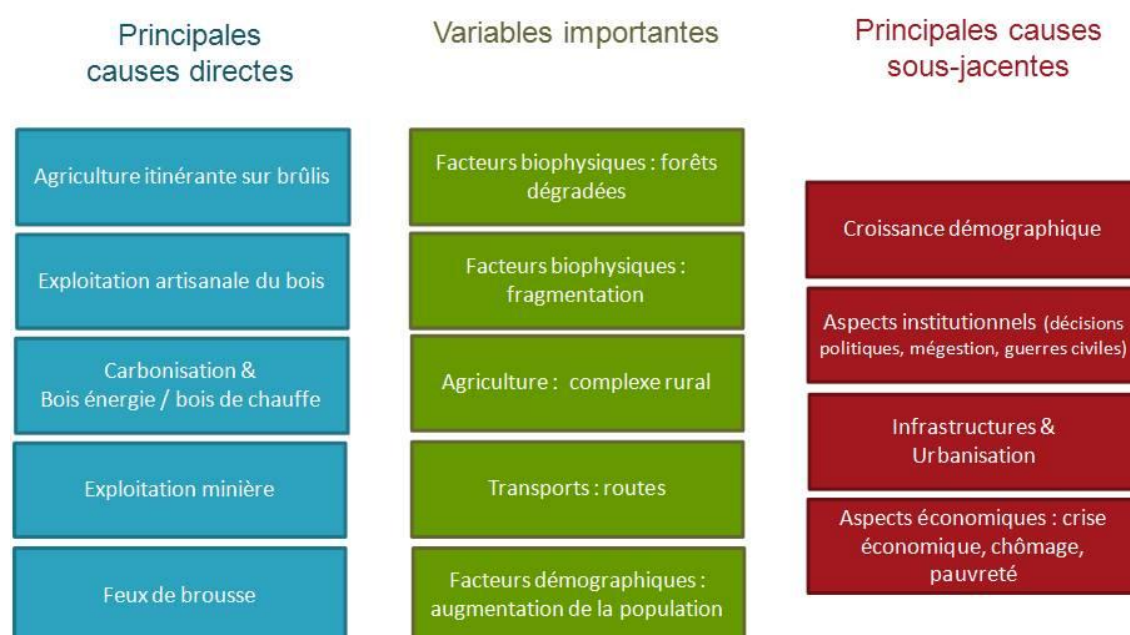 Principales
causes directes
Agriculture itinérante sur brûlis
Exploitation artisanale du bois
Carbonisation &
Bois énergie / bois de chauffe
Exploitation minière
Feux de brousse
Variables importantes
Facteurs biophysiques : forêts
dégradées
Facteurs biophysiques :
fragmentation
Agriculture : complexe rural
Transports : routes
Facteurs démographiques :
augmentation de la population
Principales causes
sous-jacentes
Croissance démographique
Aspects institutionnels (décisions
politiques, mégestion, guerres civiles)
Infrastructures &
Urbanisation
Aspects économiques : crise
économique, chômage,
pauvreté